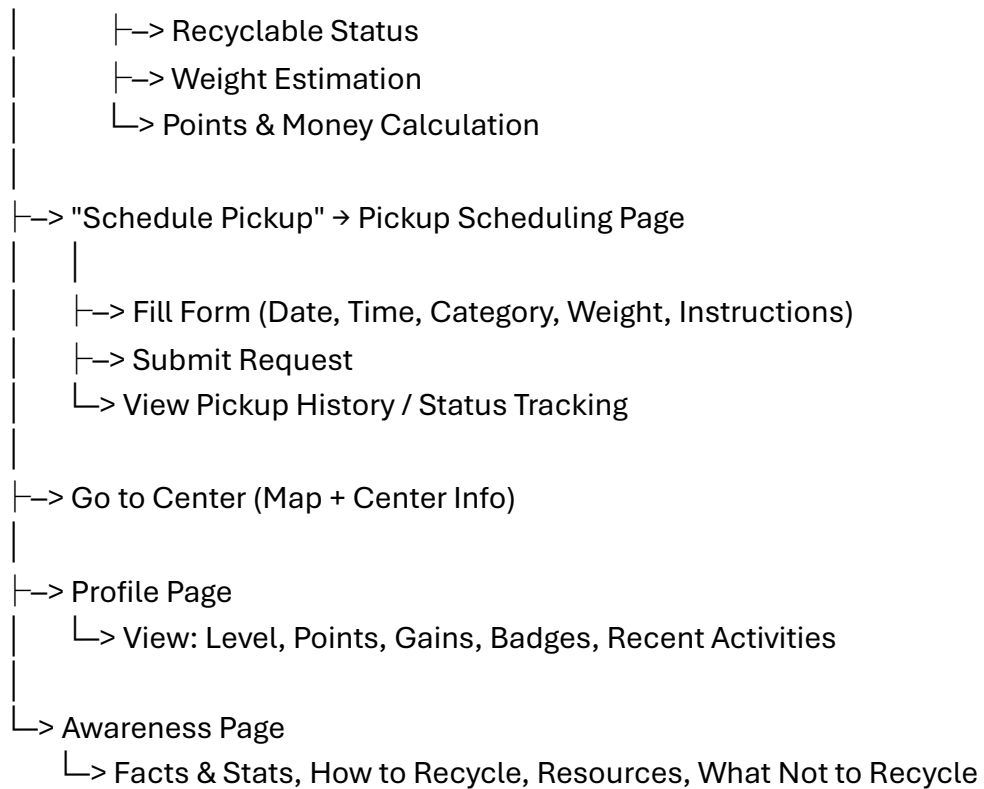 │ ├─> Recyclable Status
│ ├─> Weight Estimation
│ └─> Points & Money Calculation
│
├─> "Schedule Pickup" → Pickup Scheduling Page
│ │
│ ├─> Fill Form (Date, Time, Category, Weight, Instructions)
│ ├─> Submit Request
│ └─> View Pickup History / Status Tracking
│
├─> Go to Center (Map + Center Info)
│
├─> Profile Page
│ └─> View: Level, Points, Gains, Badges, Recent Activities
│
└─> Awareness Page
└─> Facts & Stats, How to Recycle, Resources, What Not to Recycle